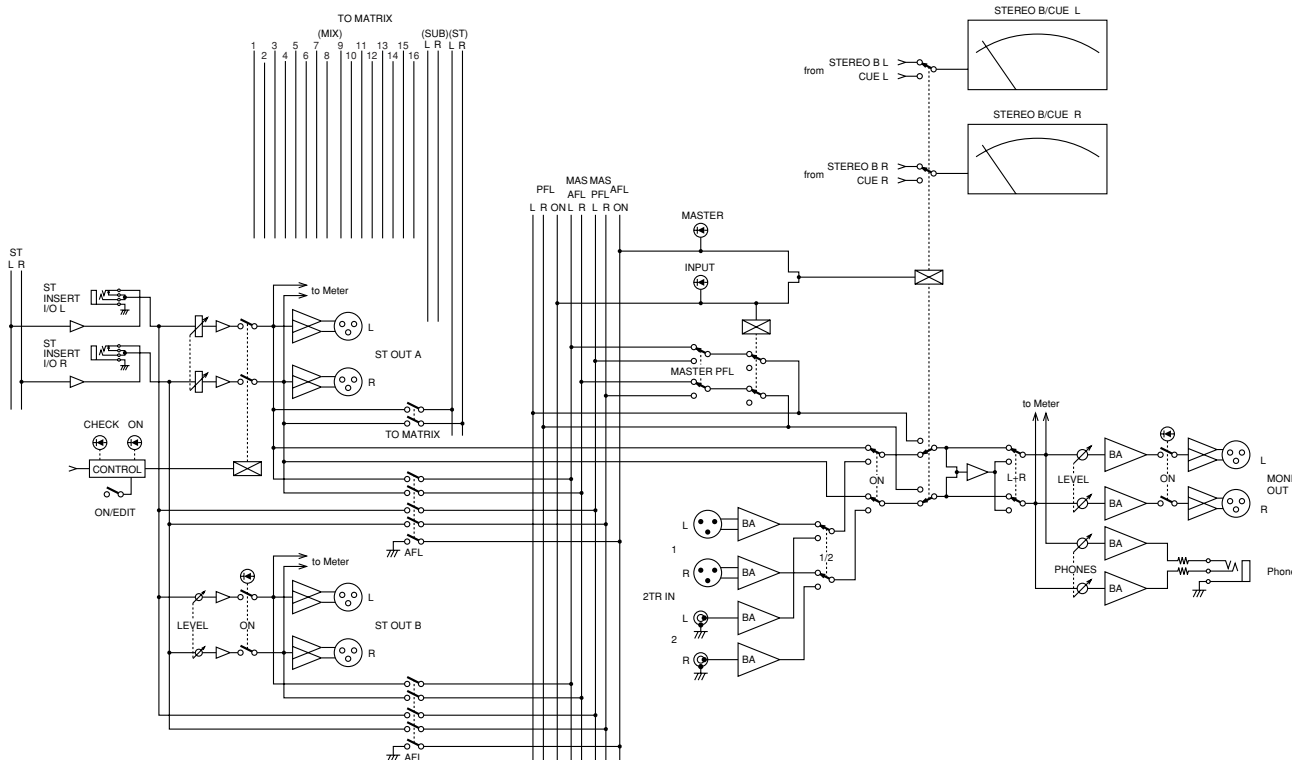 TO MATRIX
(MIX)
(SUB)(ST)
1 3 5 7 9 11 13 15 L R L R
2 4 6 8 10 12 14 16
STEREO B/CUE L
from
STEREO B L
CUE L
STEREO B/CUE R
from
STEREO B R
CUE R
MAS MAS
PFL AFL PFL AFL
L R ON L R L R ON
MASTER
INPUT
MASTER PFL
ST
L R
ST
INSERT
I/O L
ST
INSERT
I/O R
to Meter
L
ST OUT A
R
TO MATRIX
CHECK ON
CONTROL
ON/EDIT
AFL
to Meter
L
LEVEL
ON
ST OUT B
R
AFL
L
BA
1
R
BA
1/2
2TR IN
L
BA
2
R
BA
ON
L+R
to Meter
LEVEL
BA
ON
L
MONI
OUT
BA
R
PHONES
BA
BA
Phone